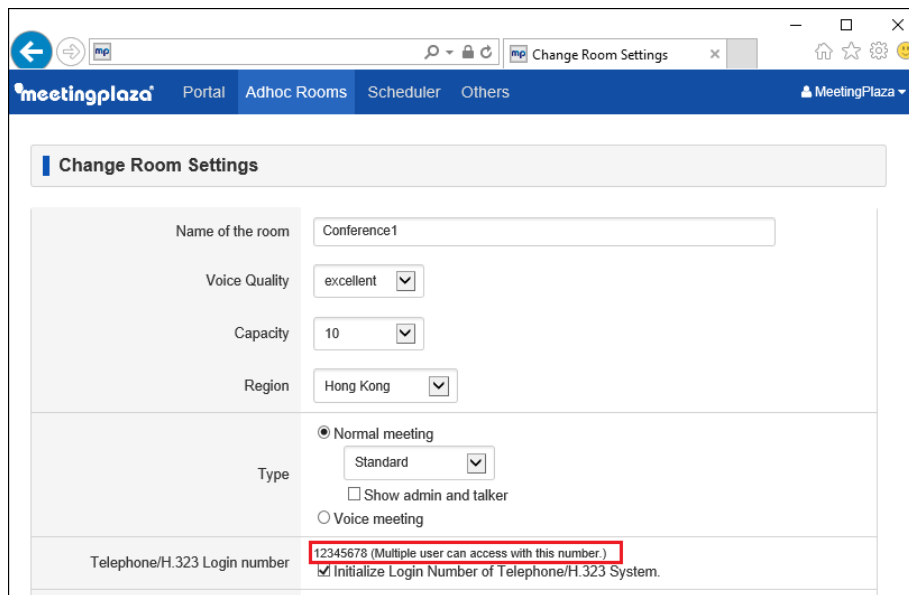 mp
mp Change Room Settings
meetingplaza Portal Adhoc Rooms Scheduler Others MeetingPlaza
Change Room Settings
Name of the room Conference1
Voice Quality excellent
Capacity 10
Region Hong Kong
Normal meeting
Standard
Type
Show admin and talker
Voice meeting
12345678 (Multiple user can access with this number.)
Telephone/H.323 Login number
Initialize Login Number of Telephone/H.323 System.